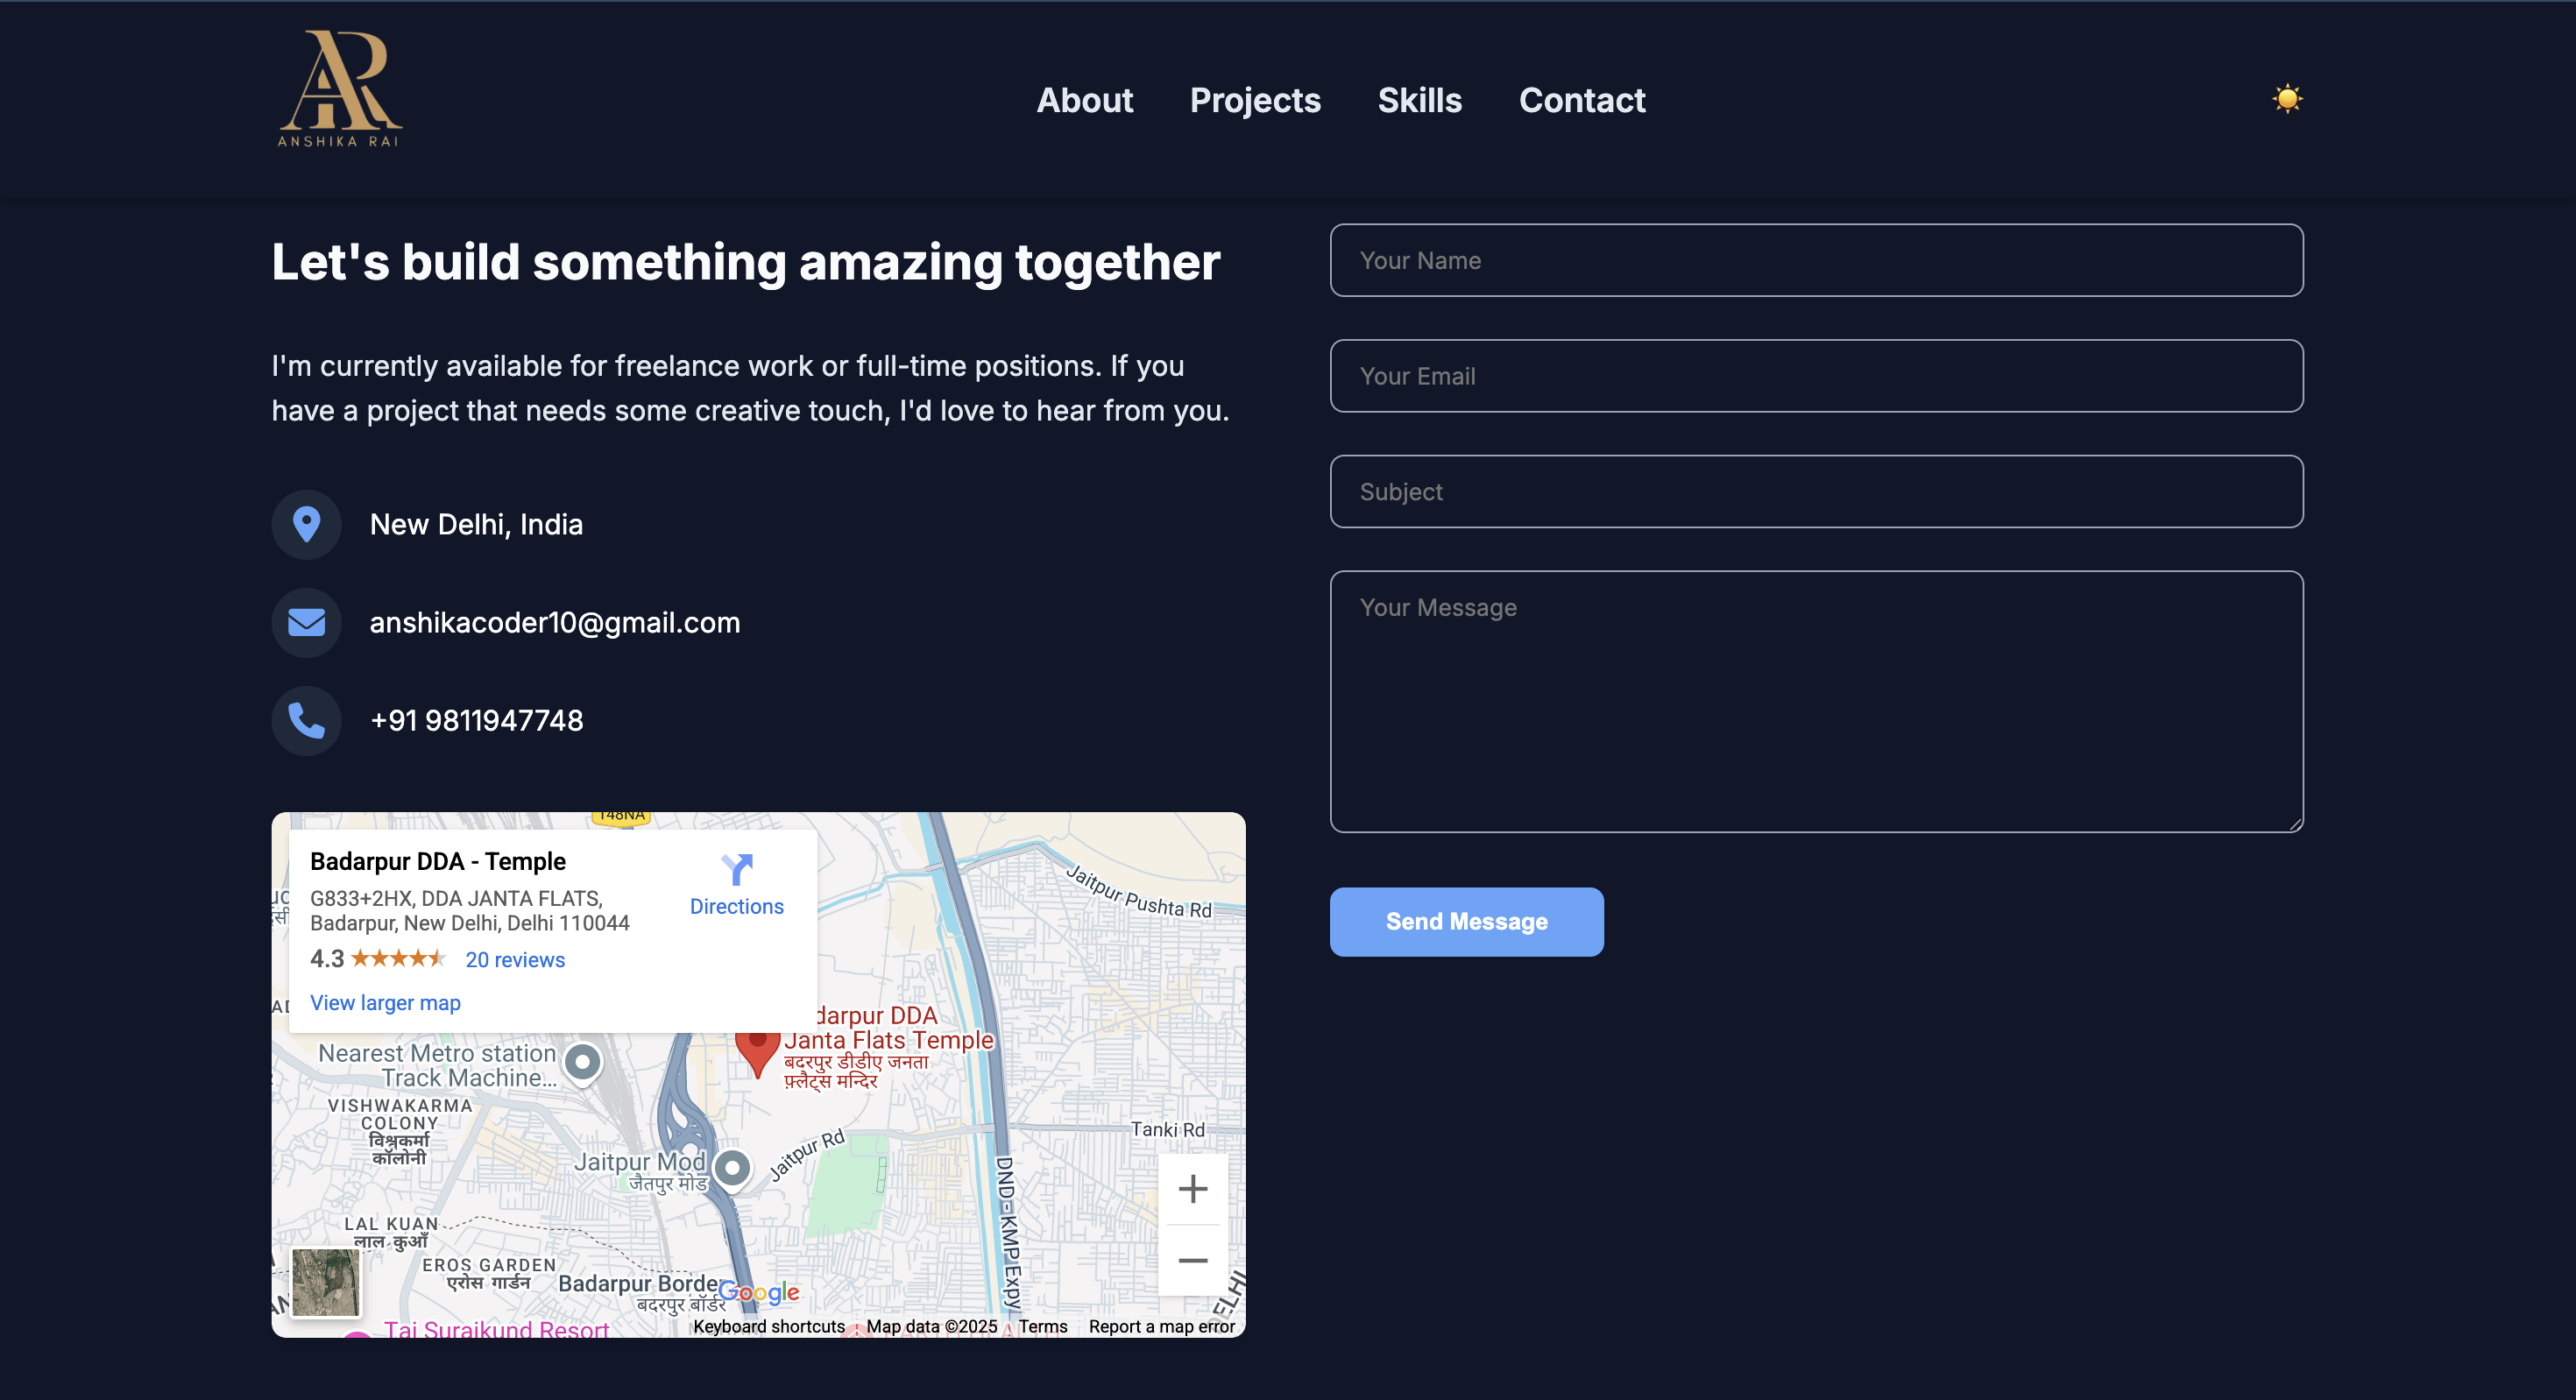 AR
ANSHIKA RAI
About
Projects
Skills
Contact
Let's build something amazing together
I'm currently available for freelance work or full-time positions. If you
have a project that needs some creative touch, I'd love to hear from you.
New Delhi, India
anshikacoder10@gmail.com
+91 9811947748
Your Name
Your Email
Subject
Your Message
Send Message
148NA
Badarpur DDA - Temple
G833+2HX, DDA JANTA FLATS,
Badarpur, New Delhi, Delhi 110044
4.3
20 reviews
View larger map
Directions
Jaitpur Pushta Rd
darpur DDA
Janta Flats Temple
बदरपुर डीडीए जनता
फ़्लैट्स मन्दिर
Nearest Metro station
Track Machine...
VISHWAKARMA
COLONY
विश्वकर्मा
कॉलोनी
Tanki Rd
Jaitpur Rd
Jaitpur Mod
जैतपुर मोड़
DND - KMP Expy
LAL KUAN
लाल कुआँ
EROS GARDEN
एरोस गार्डन
Badarpur Border
बदरपुर बॉर्डर
Google
DELHI
Taj Surajkund Resort
Keyboard shortcuts
Map data ©2025
Terms
Report a map error